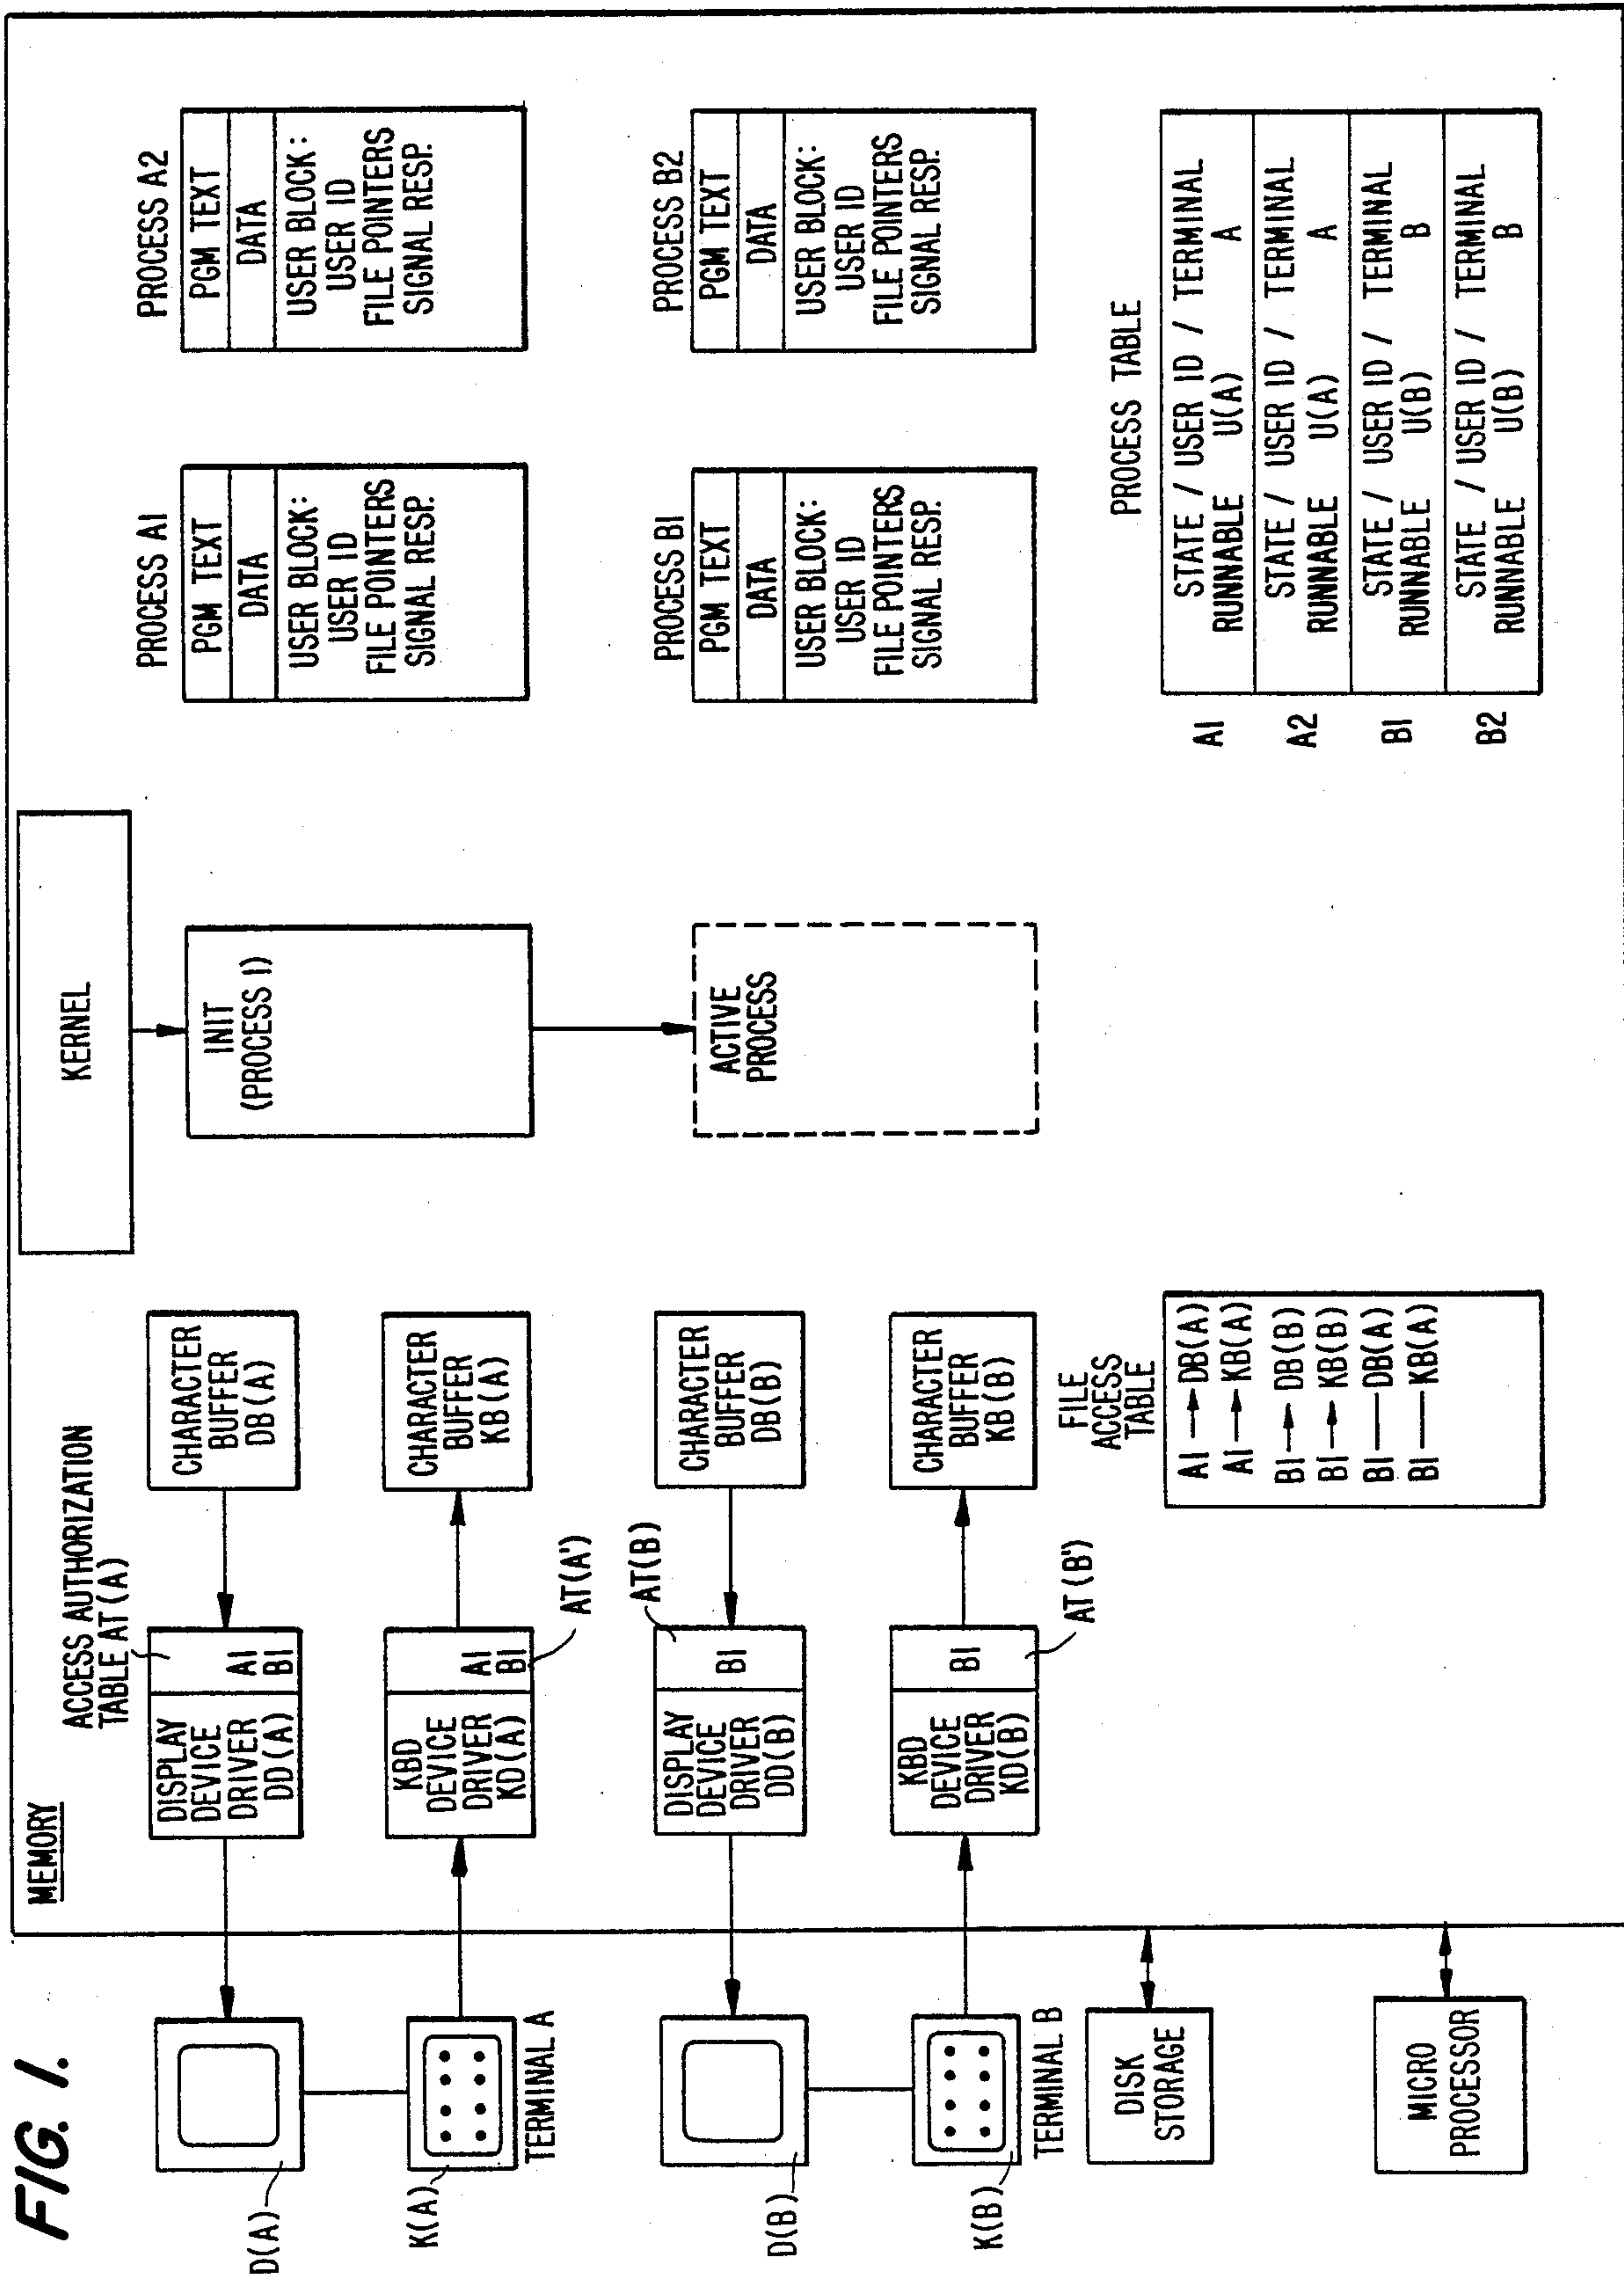 FIG. 1.
MEMORY
ACCESS AUTHORIZATION
TABLE AT(A)
KERNEL
D(A)
DISPLAY
DEVICE
DRIVER
DD(A)
A1
B1
CHARACTER
BUFFER
DB(A)
K(A)
TERMINAL A
KBD
DEVICE
DRIVER
KD(A)
A1
B1
AT(A')
CHARACTER
BUFFER
KB(A)
INIT
(PROCESS 1)
PROCESS A1
PGM TEXT
DATA
USER BLOCK:
USER ID
FILE POINTERS
SIGNAL RESP.
PROCESS A2
PGM TEXT
DATA
USER BLOCK:
USER ID
FILE POINTERS
SIGNAL RESP.
D(B)
DISPLAY
DEVICE
DRIVER
DD(B)
AT(B)
B1
CHARACTER
BUFFER
DB(B)
K(B)
TERMINAL B
KBD
DEVICE
DRIVER
KD(B)
B1
AT(B')
CHARACTER
BUFFER
KB(B)
ACTIVE
PROCESS
PROCESS B1
PGM TEXT
DATA
USER BLOCK:
USER ID
FILE POINTERS
SIGNAL RESP.
PROCESS B2
PGM TEXT
DATA
USER BLOCK:
USER ID
FILE POINTERS
SIGNAL RESP.
DISK
STORAGE
MICRO
PROCESSOR
FILE
ACCESS
TABLE
A1 → DB(A)
A1 → KB(A)
B1 → DB(B)
B1 → KB(B)
B1 — DB(A)
B1 — KB(A)
PROCESS TABLE
A1 STATE / USER ID / TERMINAL
RUNNABLE U(A) A
A2 STATE / USER ID / TERMINAL
RUNNABLE U(A) A
B1 STATE / USER ID / TERMINAL
RUNNABLE U(B) B
B2 STATE / USER ID / TERMINAL
RUNNABLE U(B) B